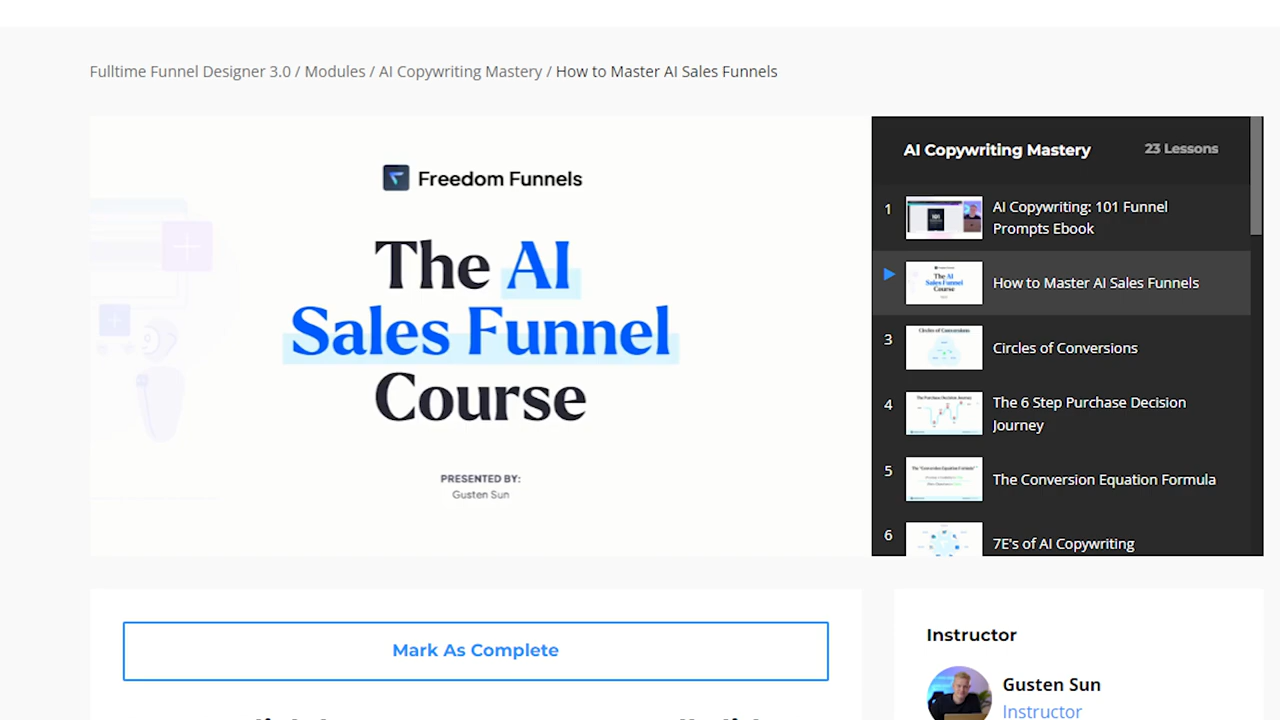 Fulltime Funnel Designer 3.0 / Modules / AI Copywriting Mastery / How to Master AI Sales Funnels
Freedom Funnels
The AI
Sales Funnel
Course
PRESENTED BY:
Gusten Sun
AI Copywriting Mastery 23 Lessons
1 AI Copywriting: 101 Funnel
Prompts Ebook
How to Master AI Sales Funnels
3 Circles of Conversions
4 The 6 Step Purchase Decision
Journey
5 The Conversion Equation Formula
6 7E's of AI Copywriting
Mark As Complete
Instructor
Gusten Sun
Instructor